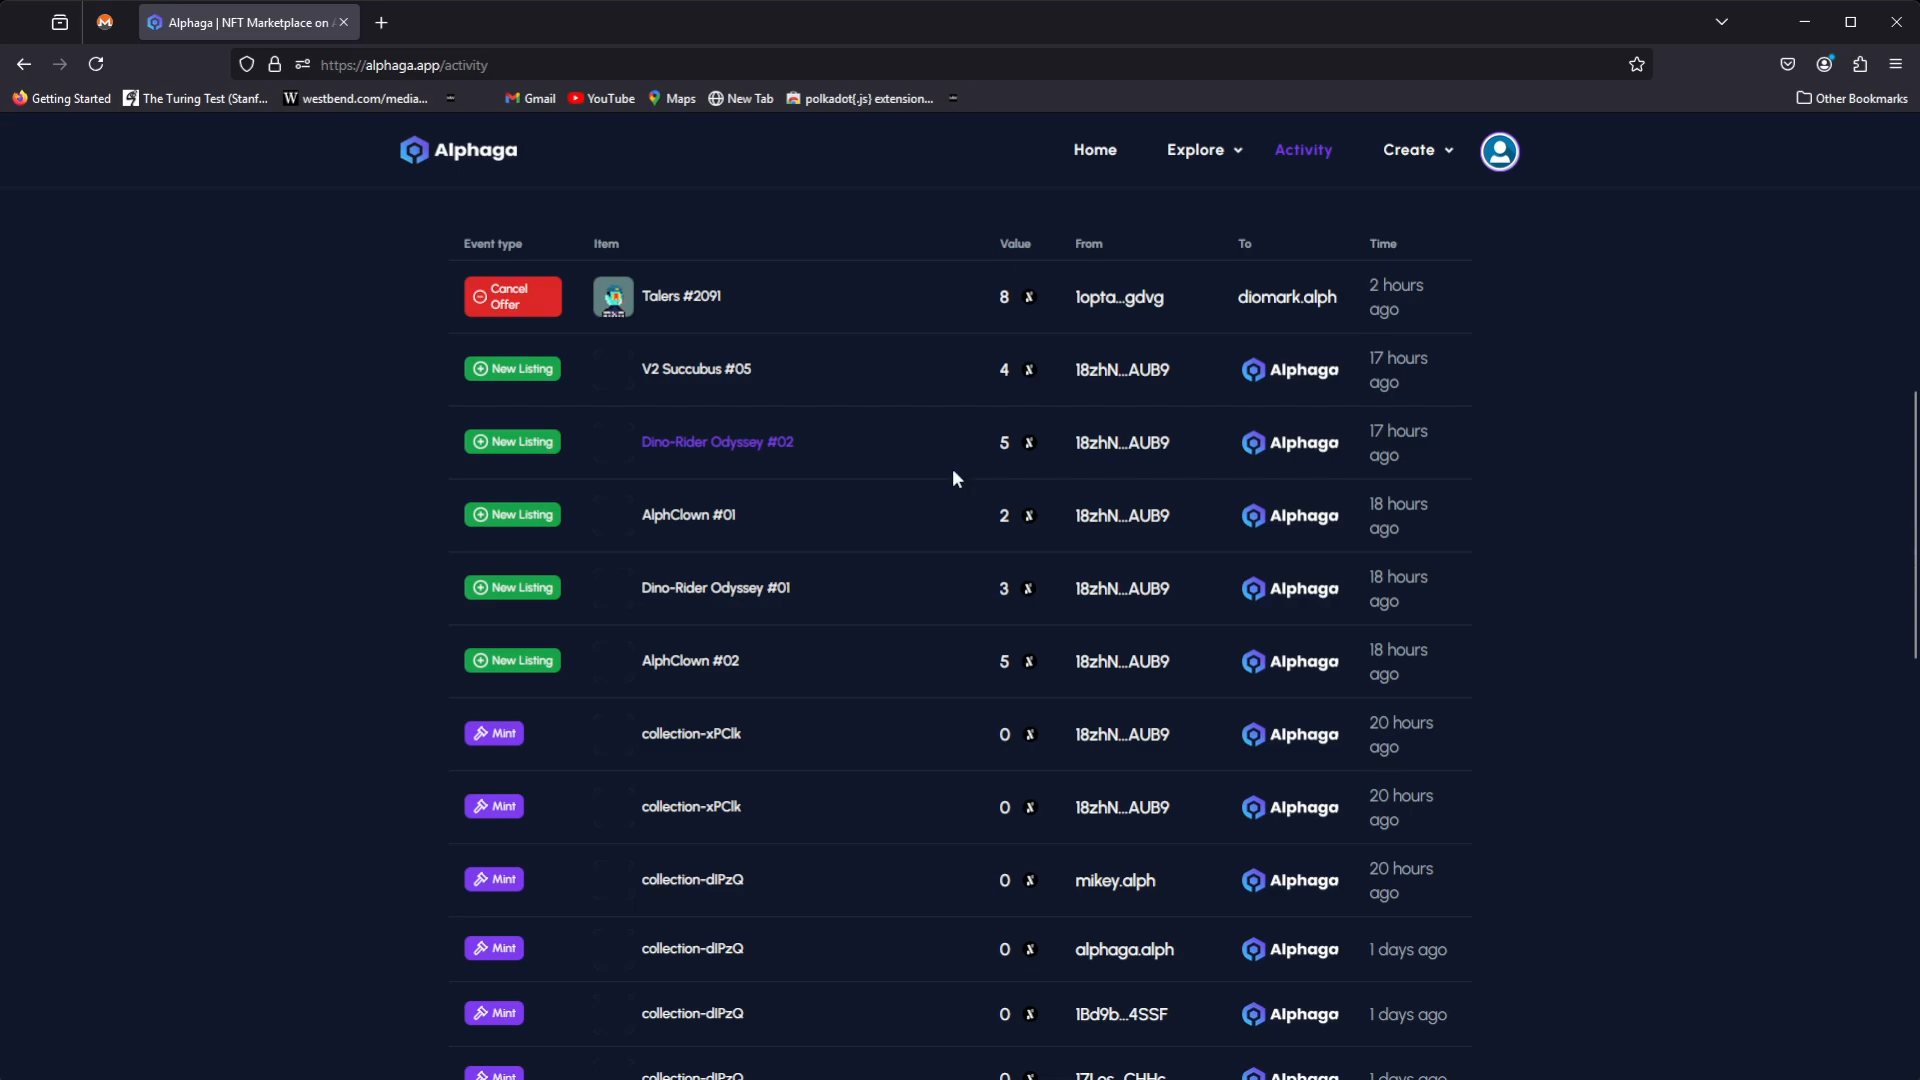 Alphaga | NFT Marketplace on
https://alphaga.app/activity
Getting Started
The Turing Test (Stanf...
westbend.com/media...
Gmail
YouTube
Maps
New Tab
polkadot{.js} extension...
Other Bookmarks
Alphaga
Home
Explore
Activity
Create
Event type Item Value From To Time
Cancel Offer Talers #2091 8 1opta...gdvg diomark.alph 2 hours ago
New Listing V2 Succubus #05 4 18zhN...AUB9 Alphaga 17 hours ago
New Listing Dino-Rider Odyssey #02 5 18zhN...AUB9 Alphaga 17 hours ago
New Listing AlphClown #01 2 18zhN...AUB9 Alphaga 18 hours ago
New Listing Dino-Rider Odyssey #01 3 18zhN...AUB9 Alphaga 18 hours ago
New Listing AlphClown #02 5 18zhN...AUB9 Alphaga 18 hours ago
Mint collection-xPClk 0 18zhN...AUB9 Alphaga 20 hours ago
Mint collection-xPClk 0 18zhN...AUB9 Alphaga 20 hours ago
Mint collection-dIPzQ 0 mikey.alph Alphaga 20 hours ago
Mint collection-dIPzQ 0 alphaga.alph Alphaga 1 days ago
Mint collection-dIPzQ 0 1Bd9b...4SSF Alphaga 1 days ago
Mint collection-dIPzQ 0 Alphaga 1 days ago